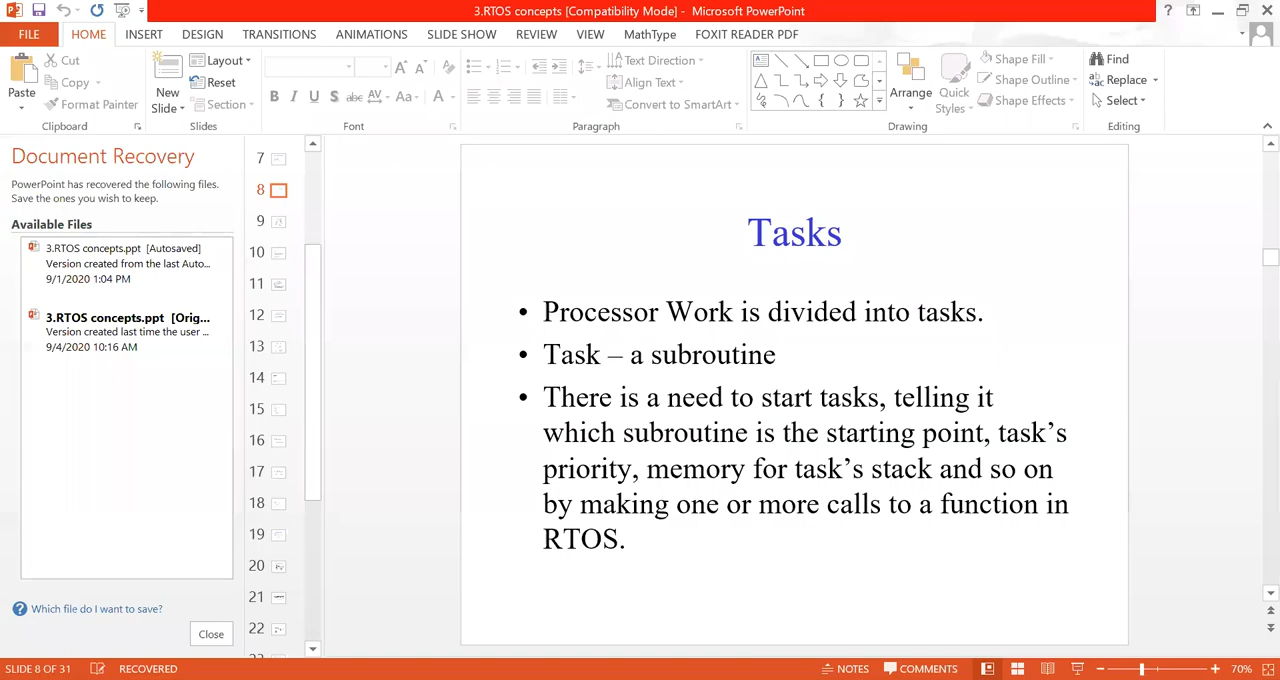 3.RTOS concepts [Compatibility Mode] - Microsoft PowerPoint
FILE HOME INSERT DESIGN TRANSITIONS ANIMATIONS SLIDE SHOW REVIEW VIEW MathType FOXIT READER PDF
Paste
Cut
Copy
Format Painter
Clipboard
New
Slide
Layout
Reset
Section
Slides
B I U S abc AV Aa A
Font
Text Direction
Align Text
Convert to SmartArt
Paragraph
Arrange
Quick
Styles
Shape Fill
Shape Outline
Shape Effects
Drawing
Find
Replace
Select
Editing
Document Recovery
PowerPoint has recovered the following files.
Save the ones you wish to keep.
Available Files
3.RTOS concepts.ppt [Autosaved]
Version created from the last Auto...
9/1/2020 1:04 PM
3.RTOS concepts.ppt [Orig...
Version created last time the user ...
9/4/2020 10:16 AM
Which file do I want to save?
Close
7
8
9
10
11
12
13
14
15
16
17
18
19
20
21
22
Tasks
• Processor Work is divided into tasks.
• Task – a subroutine
• There is a need to start tasks, telling it
which subroutine is the starting point, task’s
priority, memory for task’s stack and so on
by making one or more calls to a function in
RTOS.
SLIDE 8 OF 31 RECOVERED NOTES COMMENTS 70%